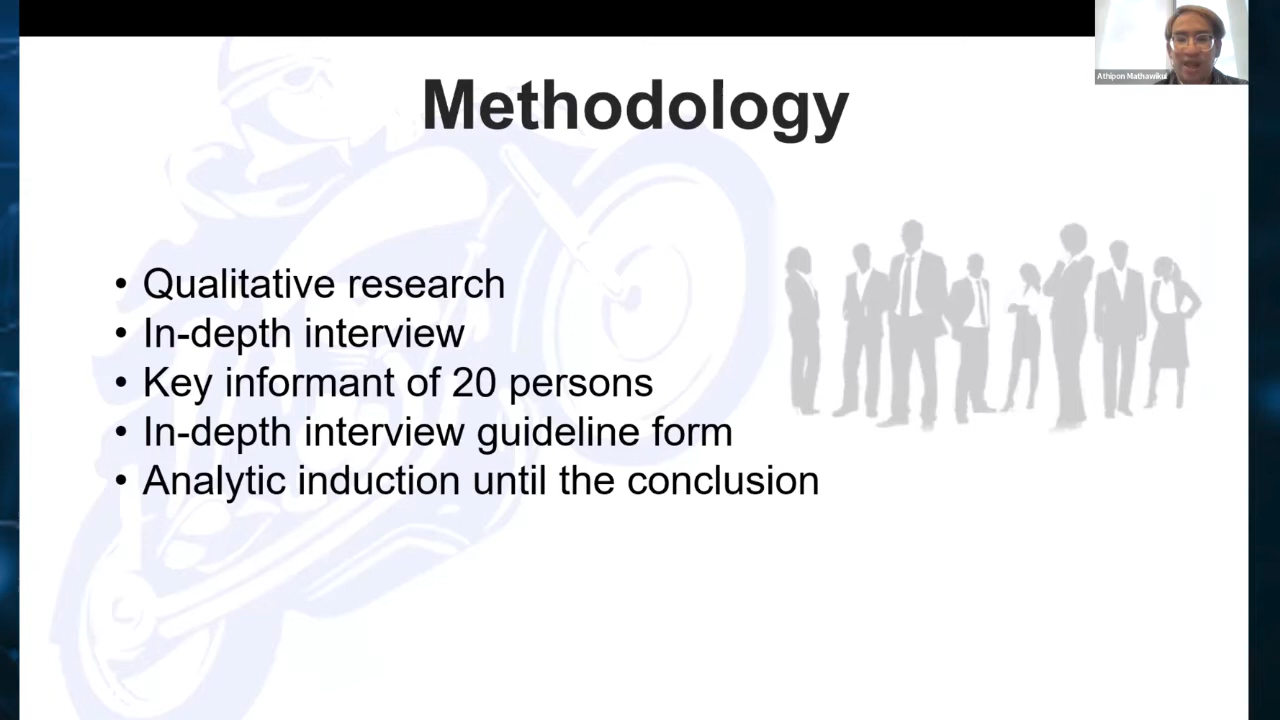 Athipon Mathawikul
Methodology
• Qualitative research
• In-depth interview
• Key informant of 20 persons
• In-depth interview guideline form
• Analytic induction until the conclusion